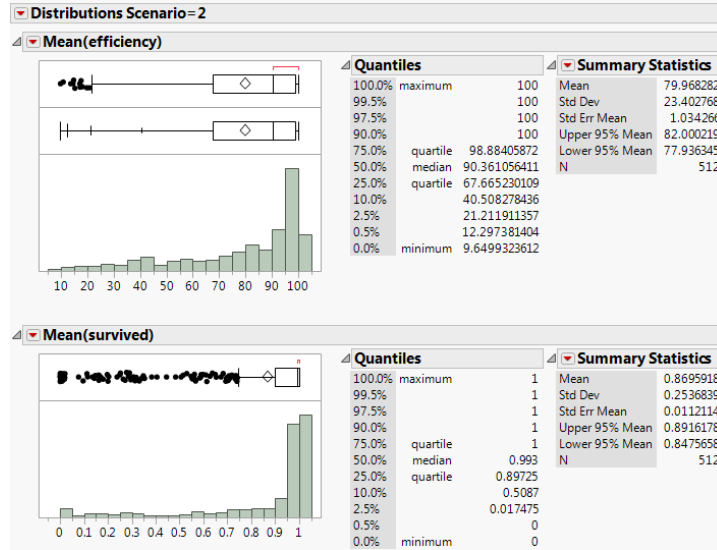 Distributions Scenario=2
Mean(efficiency)
Quantiles
100.0% maximum 100
99.5% 100
97.5% 100
90.0% 100
75.0% quartile 98.88405872
50.0% median 90.361056411
25.0% quartile 67.665230109
10.0% 40.508278436
2.5% 21.211911357
0.5% 12.297381404
0.0% minimum 9.6499323612
Summary Statistics
Mean 79.968282
Std Dev 23.402768
Std Err Mean 1.034266
Upper 95% Mean 82.000219
Lower 95% Mean 77.936345
N 512
10 20 30 40 50 60 70 80 90 100
Mean(survived)
Quantiles
100.0% maximum 1
99.5% 1
97.5% 1
90.0% 1
75.0% quartile 1
50.0% median 0.993
25.0% quartile 0.89725
10.0% 0.5087
2.5% 0.017475
0.5% 0
0.0% minimum 0
Summary Statistics
Mean 0.8695918
Std Dev 0.2536839
Std Err Mean 0.0112114
Upper 95% Mean 0.8916178
Lower 95% Mean 0.8475658
N 512
0 0.1 0.2 0.3 0.4 0.5 0.6 0.7 0.8 0.9 1